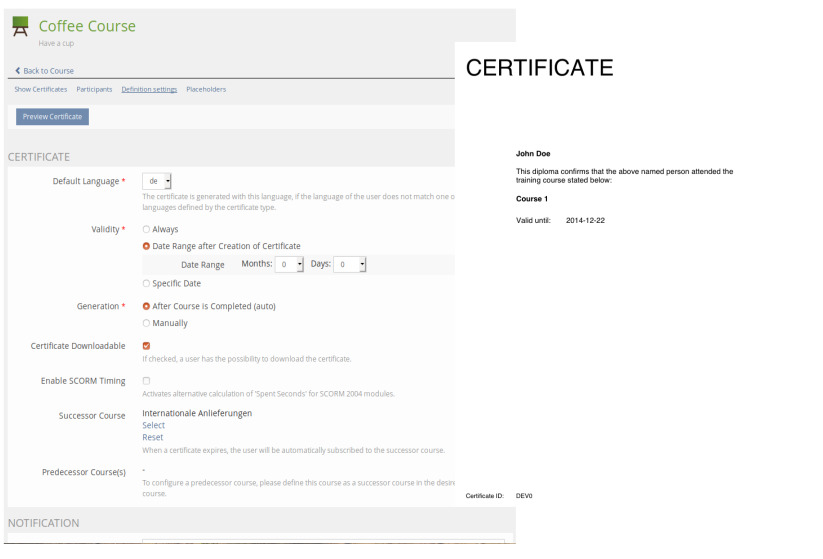 Coffee Course
Have a cup
Back to Course
Show Certificates Participants Definition settings Placeholders
Preview Certificate
CERTIFICATE
Default Language * de
The certificate is generated with this language, if the language of the user does not match one o
languages defined by the certificate type.
Validity * Always
Date Range after Creation of Certificate
Date Range Months: 0 Days: 0
Specific Date
Generation * After Course is Completed (auto)
Manually
Certificate Downloadable
If checked, a user has the possibility to download the certificate.
Enable SCORM Timing
Activates alternative calculation of 'Spent Seconds' for SCORM 2004 modules.
Successor Course Internationale Anlieferungen
Select
Reset
When a certificate expires, the user will be automatically subscribed to the successor course.
Predecessor Course(s) -
To configure a predecessor course, please define this course as a successor course in the desire
course.
NOTIFICATION
CERTIFICATE
John Doe
This diploma confirms that the above named person attended the
training course stated below:
Course 1
Valid until: 2014-12-22
Certificate ID: DEV0